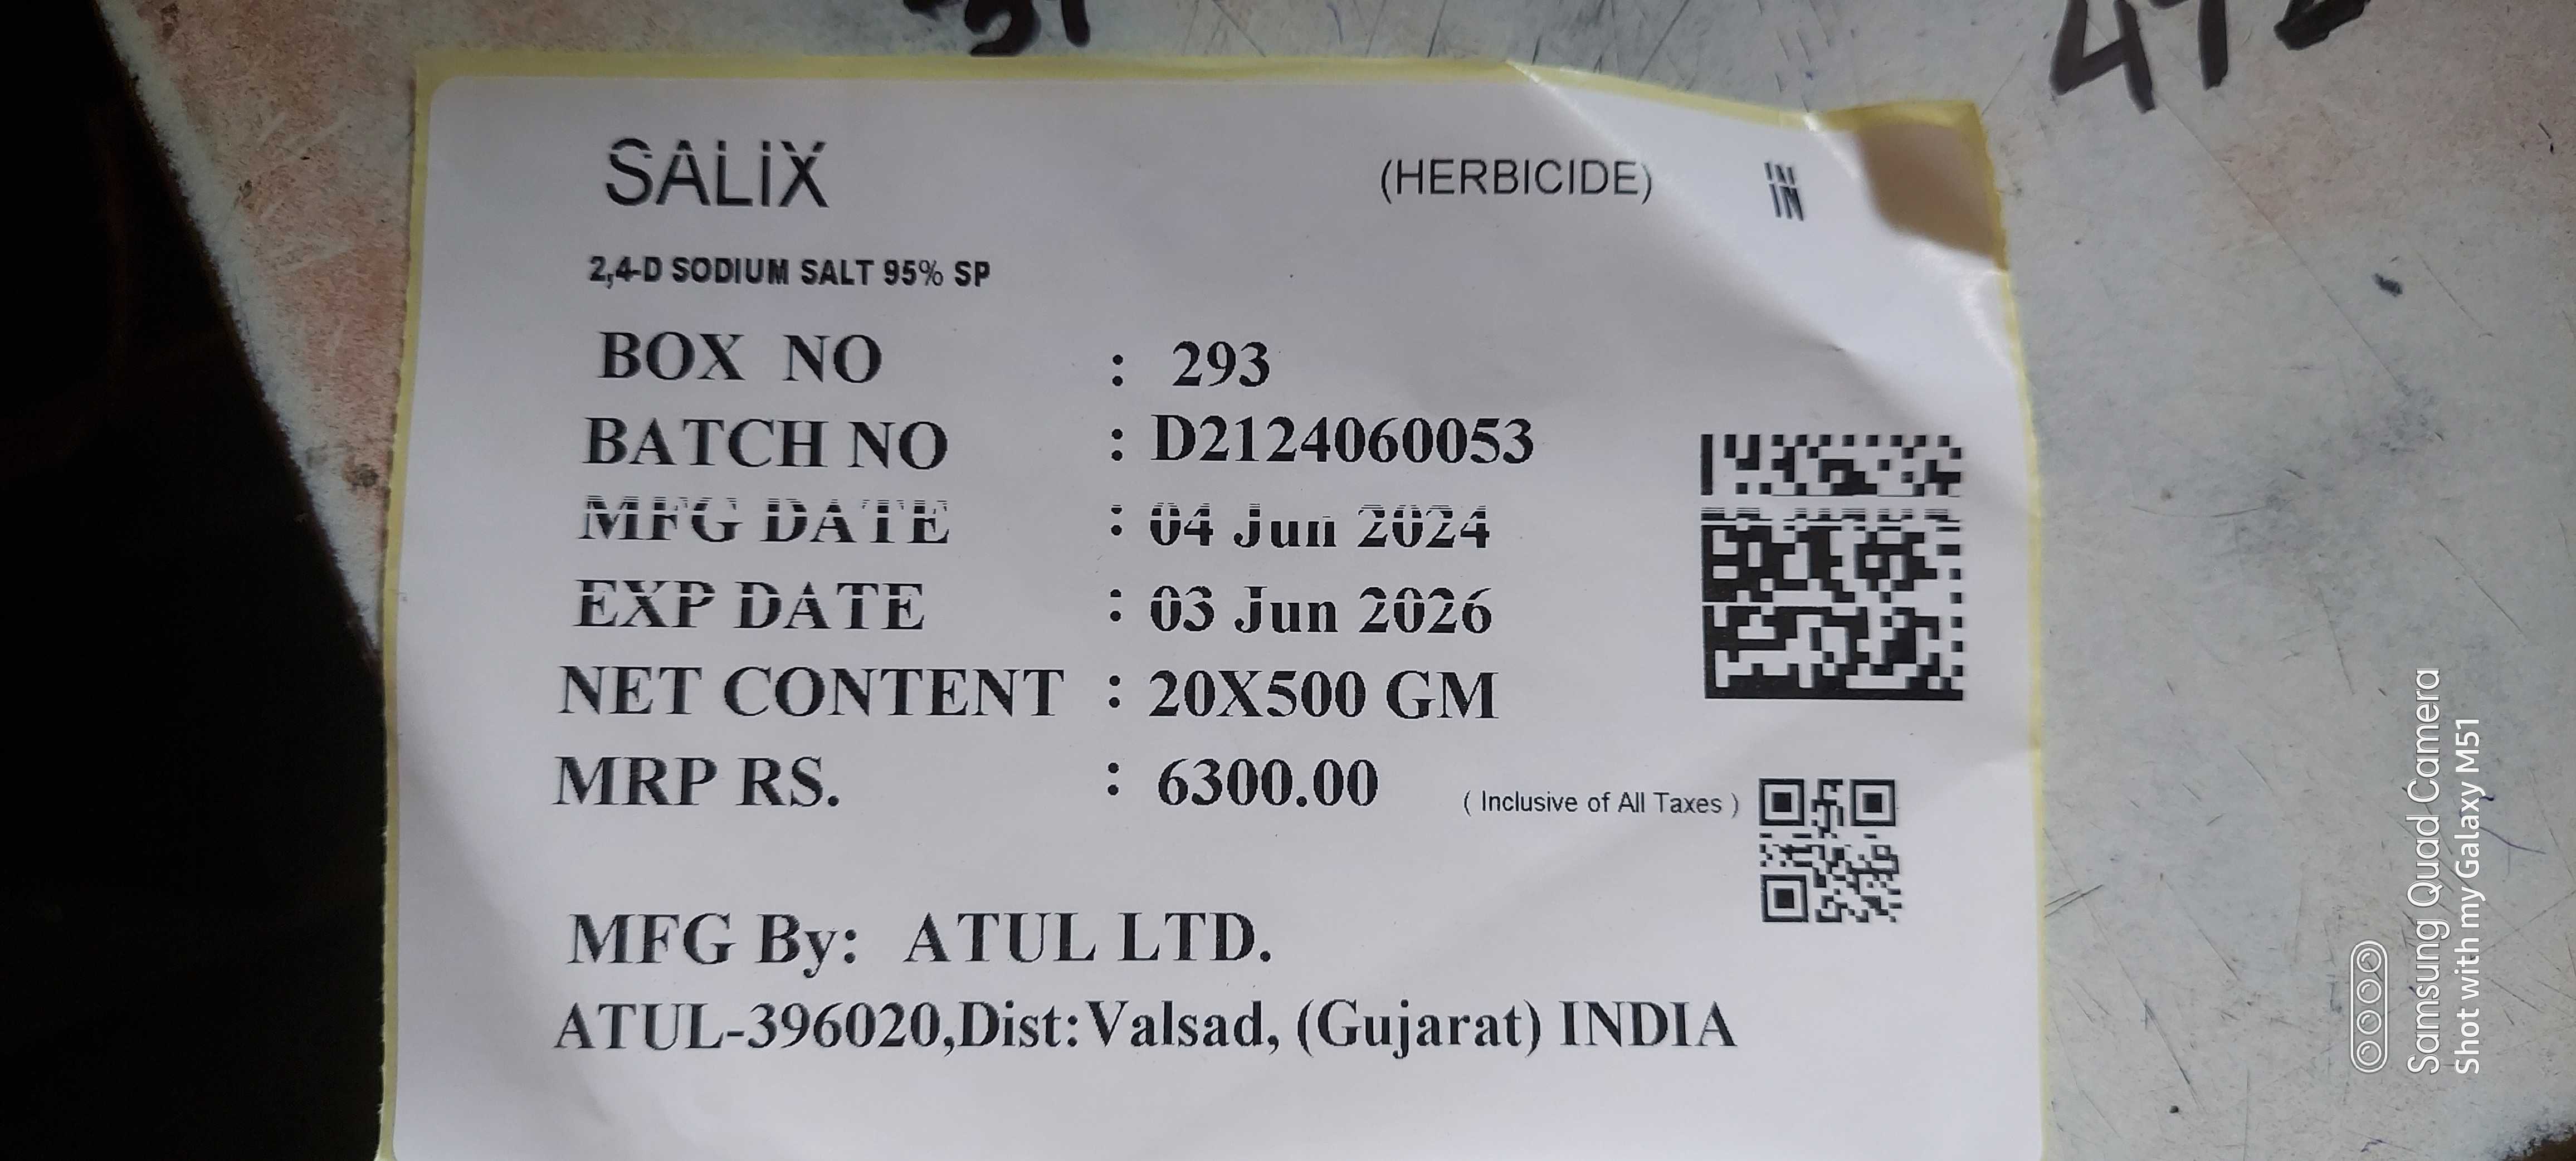 SALiX (HERBICIDE) IN
2,4-D SODIUM SALT 95% SP
BOX NO : 293
BATCH NO : D2124060053
MFG DATE : 04 Jun 2024
EXP DATE : 03 Jun 2026
NET CONTENT : 20X500 GM
MRP RS. : 6300.00 ( Inclusive of All Taxes )
MFG By: ATUL LTD.
ATUL-396020,Dist:Valsad, (Gujarat) INDIA
Samsung Quad Camera
Shot with my Galaxy M51